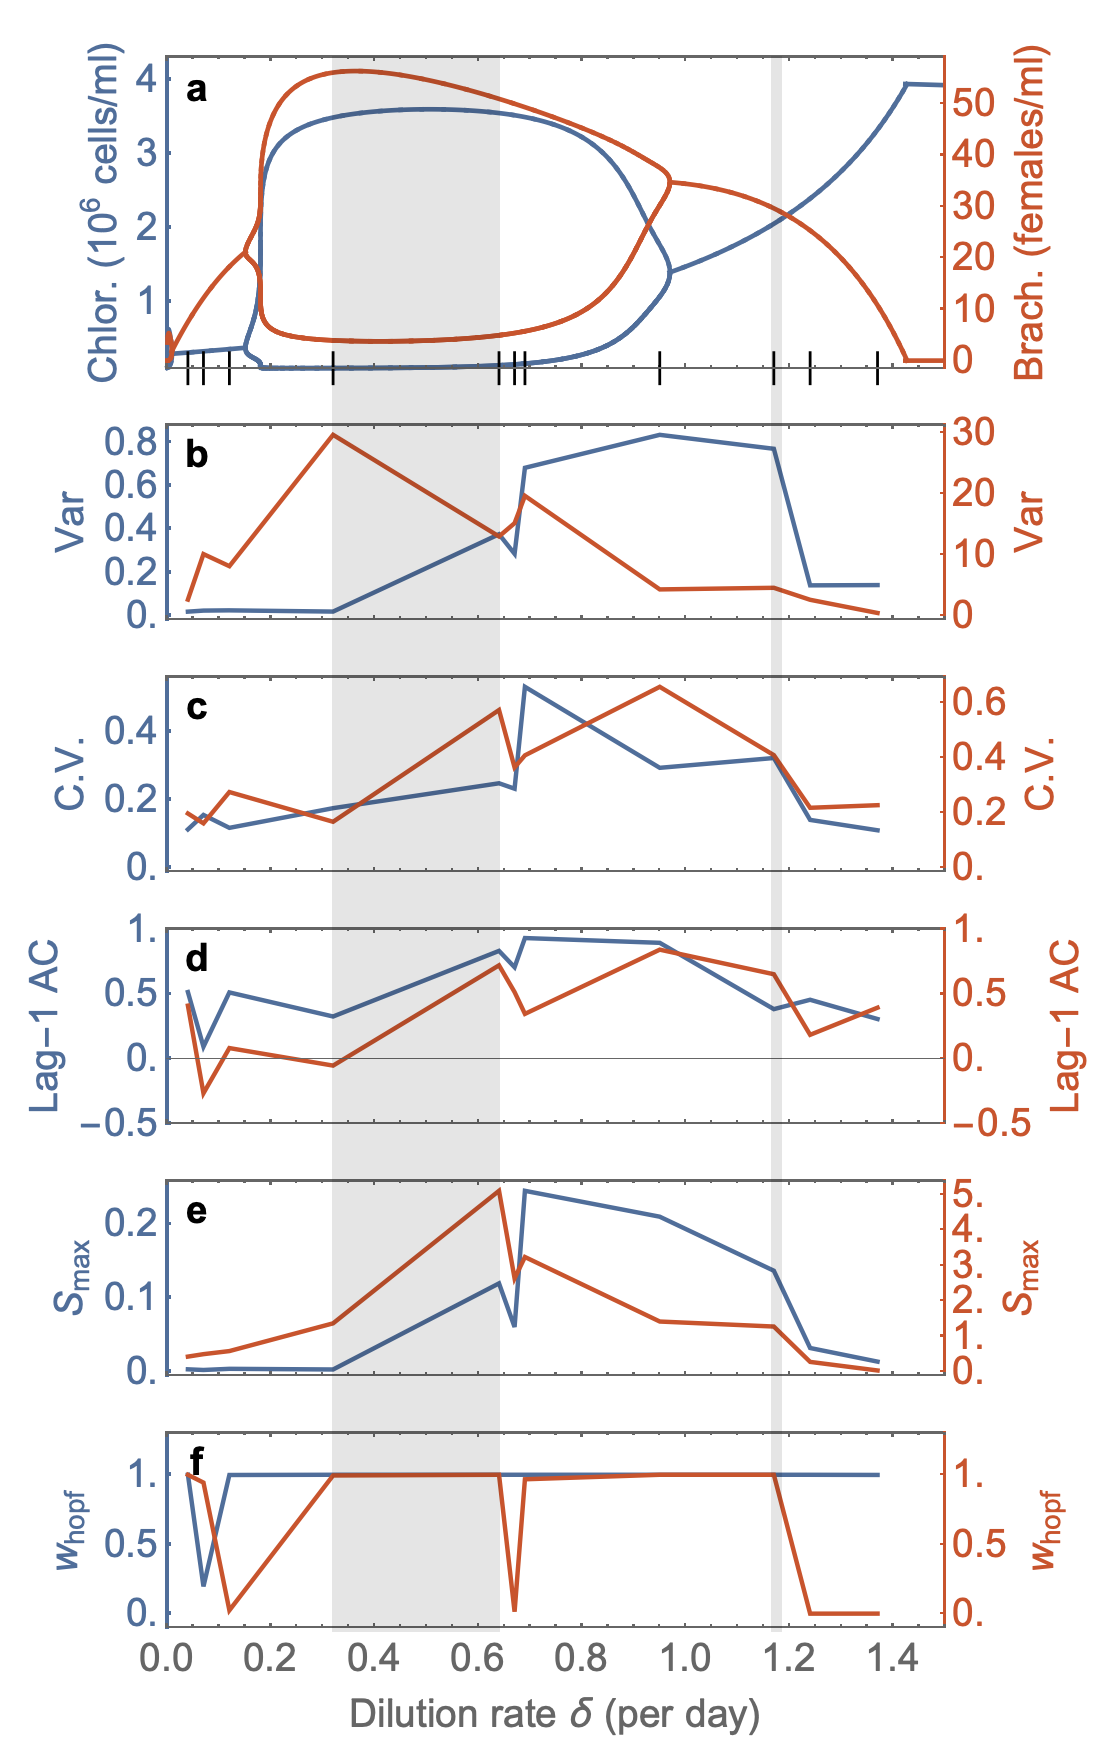 a
Chlor. (10⁶ cells/ml)
4
3
2
1
50
40
30
20
10
0
Brach. (females/ml)
b
Var
0.8
0.6
0.4
0.2
0.
30
20
10
0
Var
c
C.V.
0.4
0.2
0.
0.6
0.4
0.2
0.
C.V.
d
Lag−1 AC
1.
0.5
0.
−0.5
1.
0.5
0.
−0.5
Lag−1 AC
e
Smax
0.2
0.1
0.
5.
4.
3.
2.
1.
0.
Smax
f
whopf
1.
0.5
0.
1.
0.5
0.
whopf
0.0 0.2 0.4 0.6 0.8 1.0 1.2 1.4
Dilution rate δ (per day)